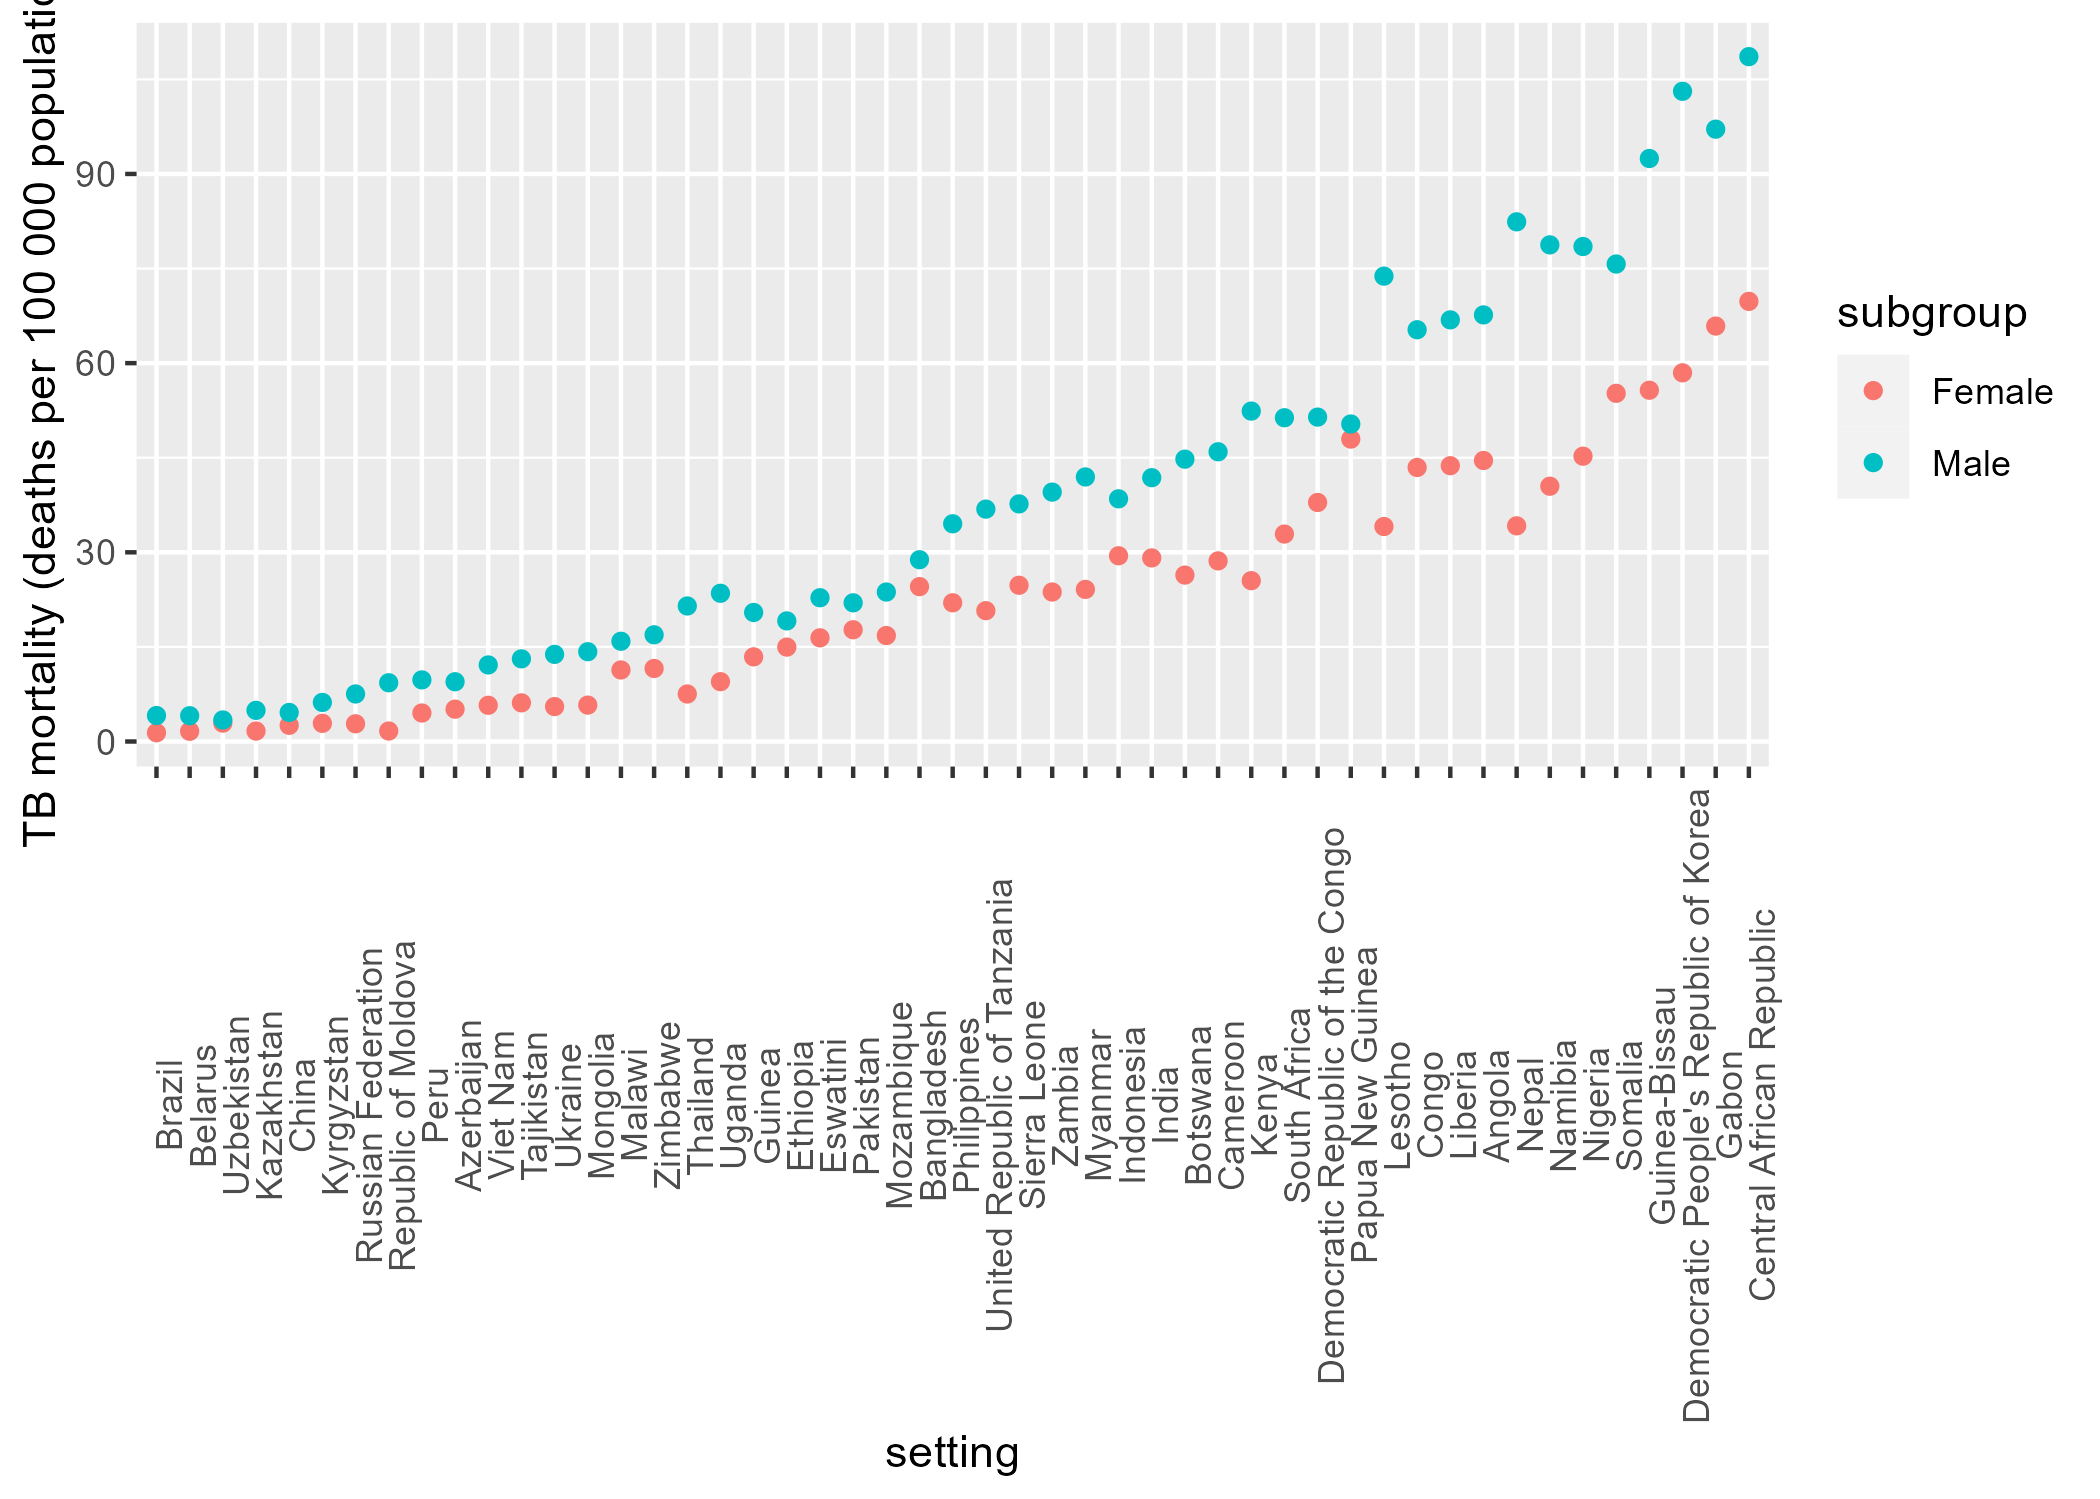 TB mortality (deaths per 100 000 populatio
90
60
30
0
Brazil
Belarus
Uzbekistan
Kazakhstan
China
Kyrgyzstan
Russian Federation
Republic of Moldova
Peru
Azerbaijan
Viet Nam
Tajikistan
Ukraine
Mongolia
Malawi
Zimbabwe
Thailand
Uganda
Guinea
Ethiopia
Eswatini
Pakistan
Mozambique
Bangladesh
Philippines
United Republic of Tanzania
Sierra Leone
Zambia
Myanmar
Indonesia
India
Botswana
Cameroon
Kenya
South Africa
Democratic Republic of the Congo
Papua New Guinea
Lesotho
Congo
Liberia
Angola
Nepal
Namibia
Nigeria
Somalia
Guinea-Bissau
Democratic People's Republic of Korea
Gabon
Central African Republic
setting
subgroup
Female
Male